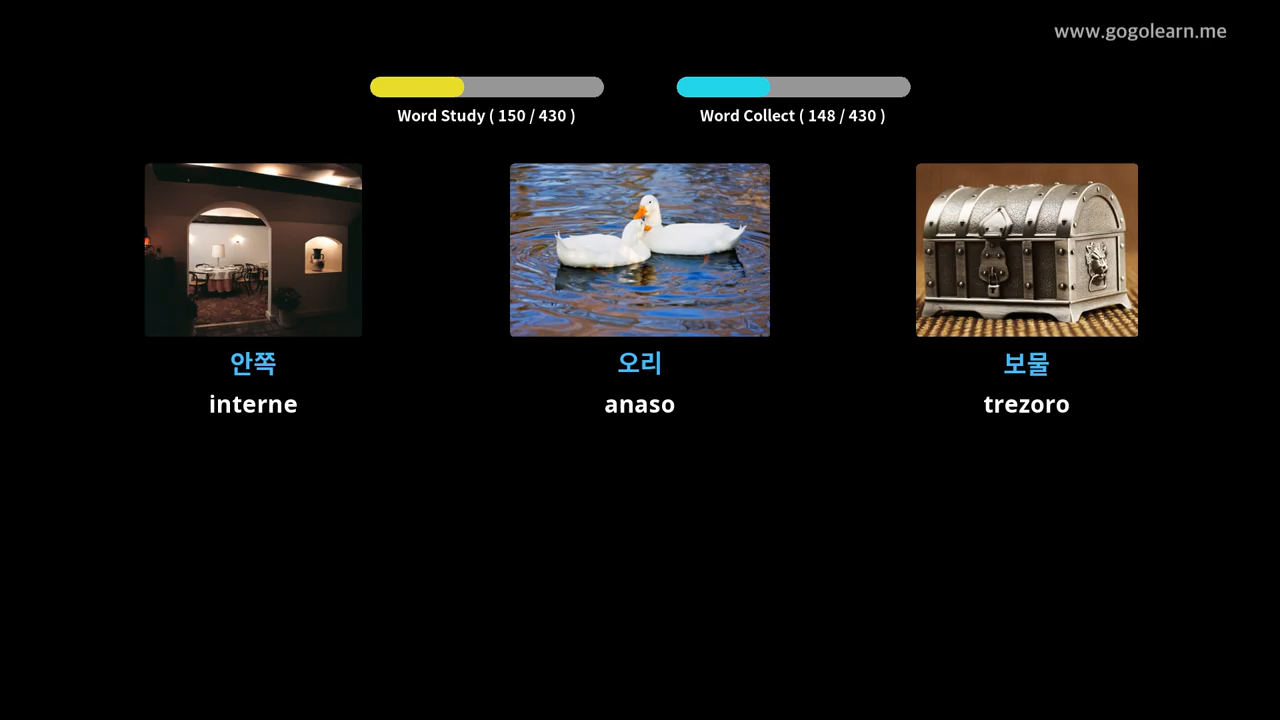 www.gogolearn.me
Word Study ( 150 / 430 )
Word Collect ( 148 / 430 )
안쪽
오리
보물
interne
anaso
trezoro